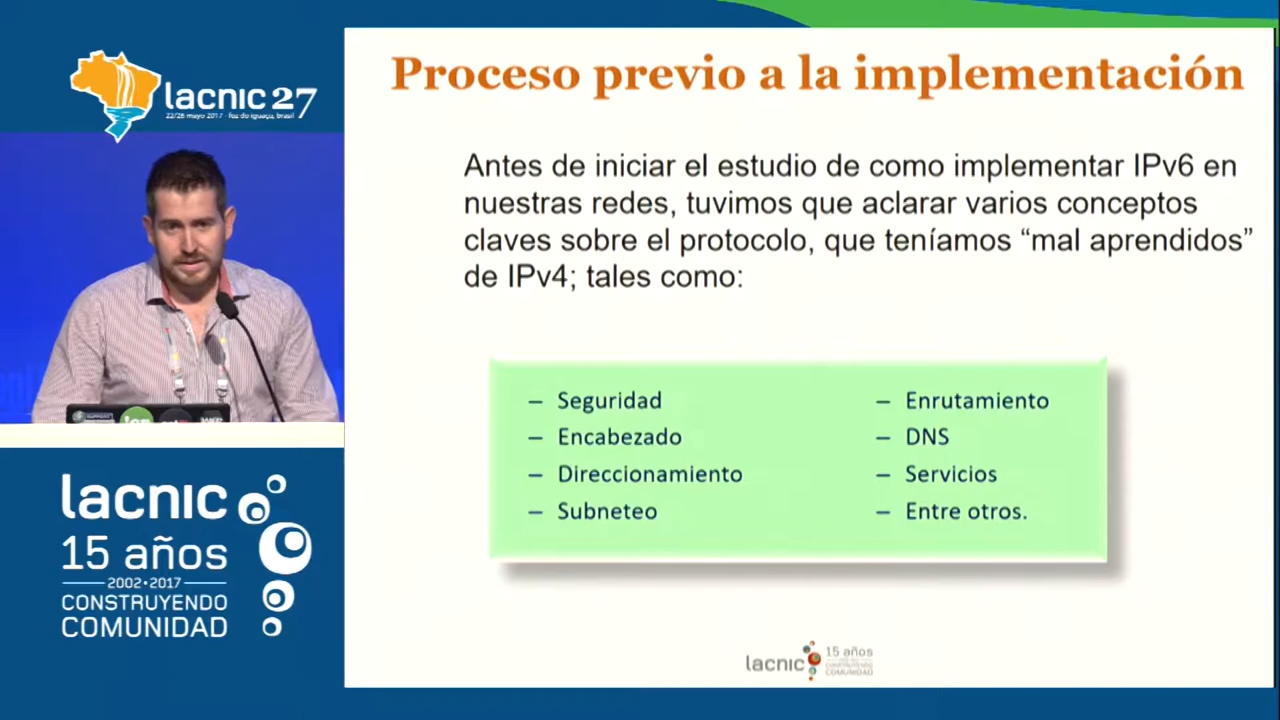 lacnic 27
22/26 mayo 2017 - foz do iguaçu, brasil
Proceso previo a la implementación
Antes de iniciar el estudio de como implementar IPv6 en
nuestras redes, tuvimos que aclarar varios conceptos
claves sobre el protocolo, que teníamos “mal aprendidos”
de IPv4; tales como:
– Seguridad
– Encabezado
– Direccionamiento
– Subneteo
– Enrutamiento
– DNS
– Servicios
– Entre otros.
lacnic
15 años
2002•2017
CONSTRUYENDO
COMUNIDAD
lacnic
15 años
CONSTRUYENDO
COMUNIDAD